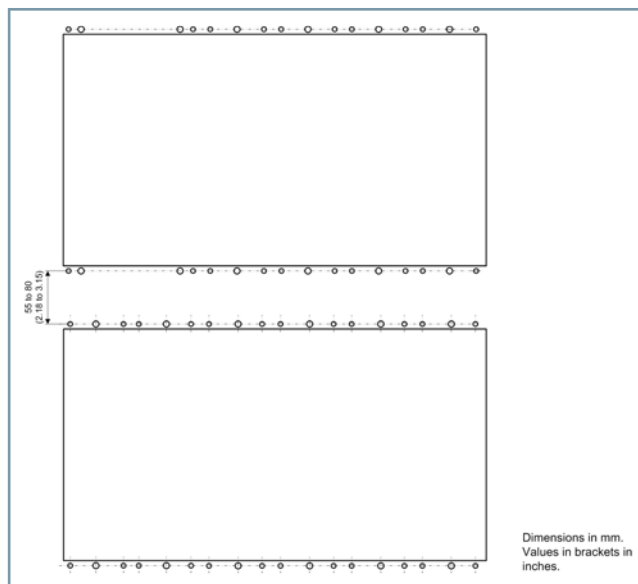 55 to 80
(2.18 to 3.15)
Dimensions in mm.
Values in brackets in
inches.